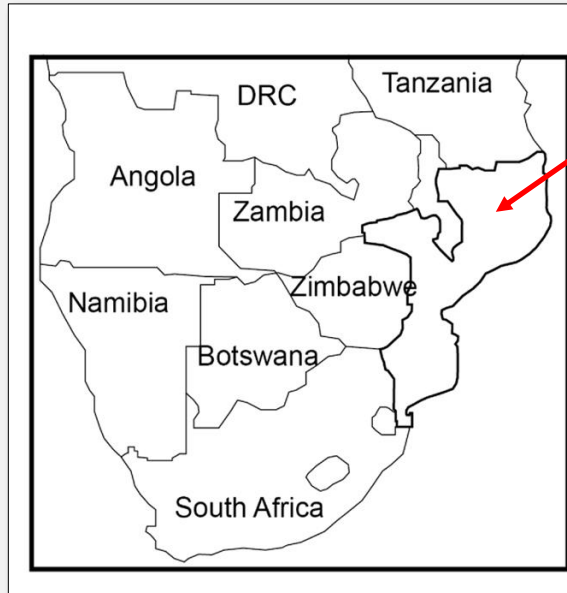 DRC
Tanzania
Angola
Zambia
Zimbabwe
Namibia
Botswana
South Africa